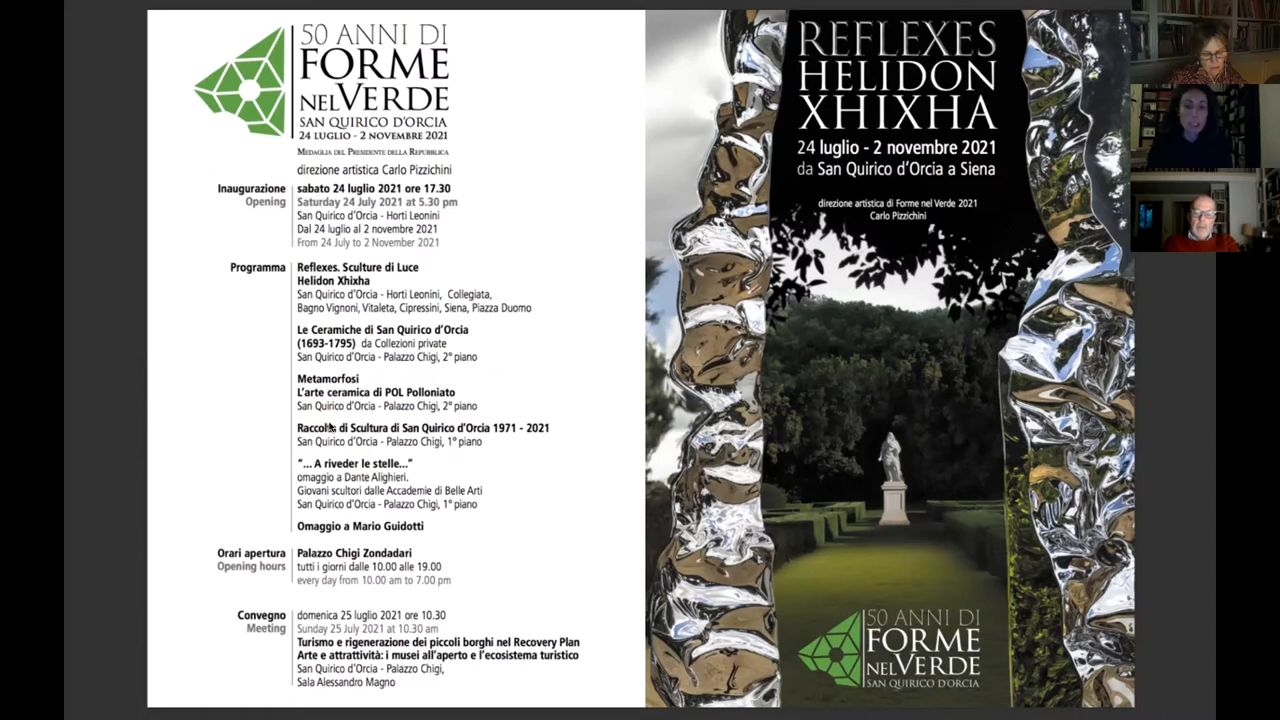 50 ANNI DI
FORME
NEL VERDE
SAN QUIRICO D'ORCIA
24 LUGLIO - 2 NOVEMBRE 2021
MEDAGLIA DEL PRESIDENTE DELLA REPUBBLICA
direzione artistica Carlo Pizzichini
Inaugurazione
Opening
sabato 24 luglio 2021 ore 17.30
Saturday 24 July 2021 at 5.30 pm
San Quirico d'Orcia - Horti Leonini
Dal 24 luglio al 2 novembre 2021
From 24 July to 2 November 2021
Programma
Reflexes. Sculture di Luce
Helidon Xhixha
San Quirico d'Orcia - Horti Leonini, Collegiata,
Bagno Vignoni, Vitaleta, Cipressini, Siena, Piazza Duomo
Le Ceramiche di San Quirico d'Orcia
(1693-1795) da Collezioni private
San Quirico d'Orcia - Palazzo Chigi, 2° piano
Metamorfosi
L'arte ceramica di POL Polloniato
San Quirico d'Orcia - Palazzo Chigi, 2° piano
Raccolta di Scultura di San Quirico d'Orcia 1971 - 2021
San Quirico d'Orcia - Palazzo Chigi, 1° piano
"... A riveder le stelle..."
omaggio a Dante Alighieri.
Giovani scultori dalle Accademie di Belle Arti
San Quirico d'Orcia - Palazzo Chigi, 1° piano
Omaggio a Mario Guidotti
Orari apertura
Opening hours
Palazzo Chigi Zondadari
tutti i giorni dalle 10.00 alle 19.00
every day from 10.00 am to 7.00 pm
Convegno
Meeting
domenica 25 luglio 2021 ore 10.30
Sunday 25 July 2021 at 10.30 am
Turismo e rigenerazione dei piccoli borghi nel Recovery Plan
Arte e attrattività: i musei all'aperto e l'ecosistema turistico
San Quirico d'Orcia - Palazzo Chigi,
Sala Alessandro Magno
REFLEXES
HELIDON
XHIXHA
24 luglio - 2 novembre 2021
da San Quirico d'Orcia a Siena
direzione artistica di Forme nel Verde 2021
Carlo Pizzichini
50 ANNI DI
FORME
NEL VERDE
SAN QUIRICO D'ORCIA